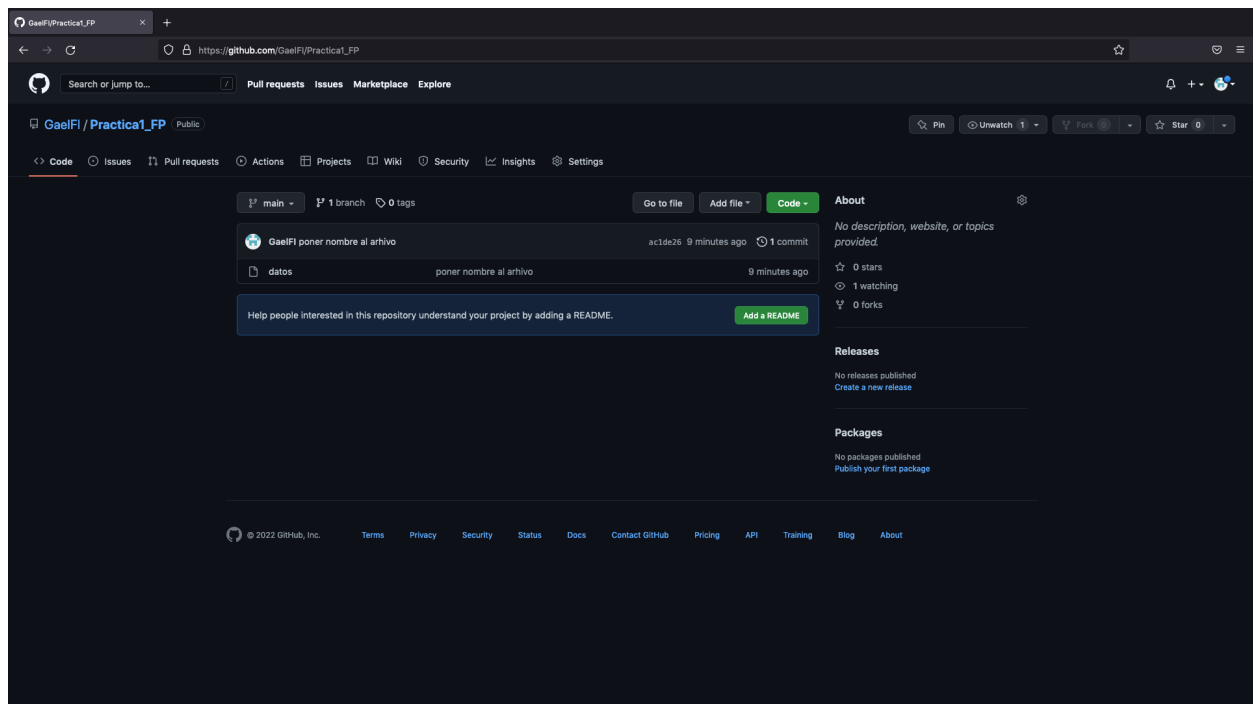 GaelFI/Practica1_FP
https://github.com/GaelFI/Practica1_FP
Search or jump to... / Pull requests Issues Marketplace Explore
GaelFI / Practica1_FP Public Pin Unwatch 1 Fork 0 Star 0
Code Issues Pull requests Actions Projects Wiki Security Insights Settings
main 1 branch 0 tags Go to file Add file Code
GaelFI poner nombre al arhivo ac1de26 9 minutes ago 1 commit
datos poner nombre al arhivo 9 minutes ago
Help people interested in this repository understand your project by adding a README. Add a README
About
No description, website, or topics
provided.
0 stars
1 watching
0 forks
Releases
No releases published
Create a new release
Packages
No packages published
Publish your first package
© 2022 GitHub, Inc. Terms Privacy Security Status Docs Contact GitHub Pricing API Training Blog About